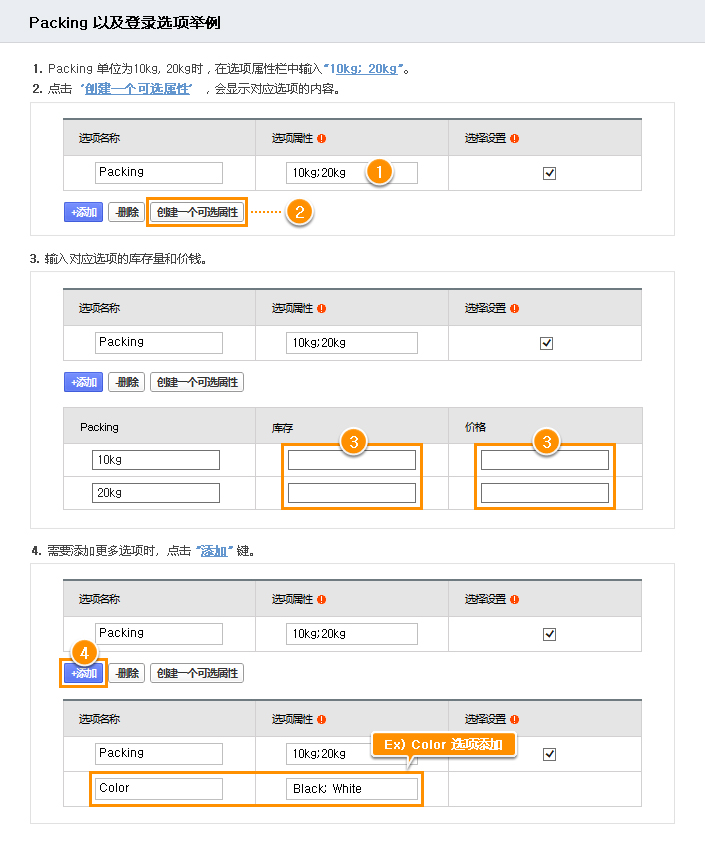 Packing 以及登录选项举例
1. Packing 单位为10kg, 20kg时，在选项属性栏中输入"10kg; 20kg"。
2. 点击 '创建一个可选属性' ，会显示对应选项的内容。
选项名称 选项属性 ! 选择设置 !
Packing 10kg;20kg 1
+添加 -删除 创建一个可选属性 2
3. 输入对应选项的库存量和价钱。
选项名称 选项属性 ! 选择设置 !
Packing 10kg;20kg
+添加 -删除 创建一个可选属性
Packing 库存 价格
3 3
10kg
20kg
4. 需要添加更多选项时, 点击 "添加" 键。
选项名称 选项属性 ! 选择设置 !
Packing 10kg;20kg
4
+添加 -删除 创建一个可选属性
选项名称 选项属性 ! 选择设置 !
Ex) Color 选项添加
Packing 10kg;20kg
Color Black; White